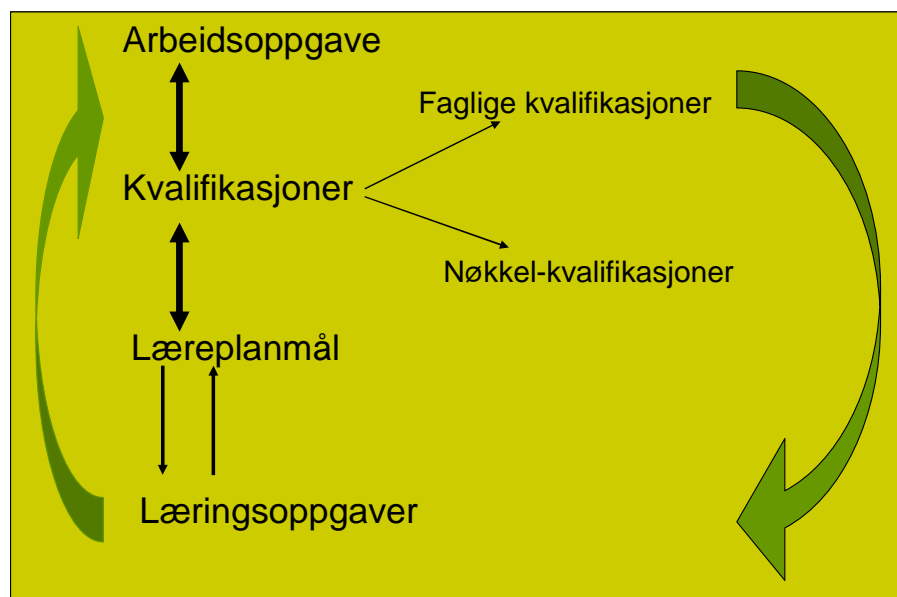 Arbeidsoppgave
Faglige kvalifikasjoner
Kvalifikasjoner
Nøkkel-kvalifikasjoner
Læreplanmål
Læringsoppgaver